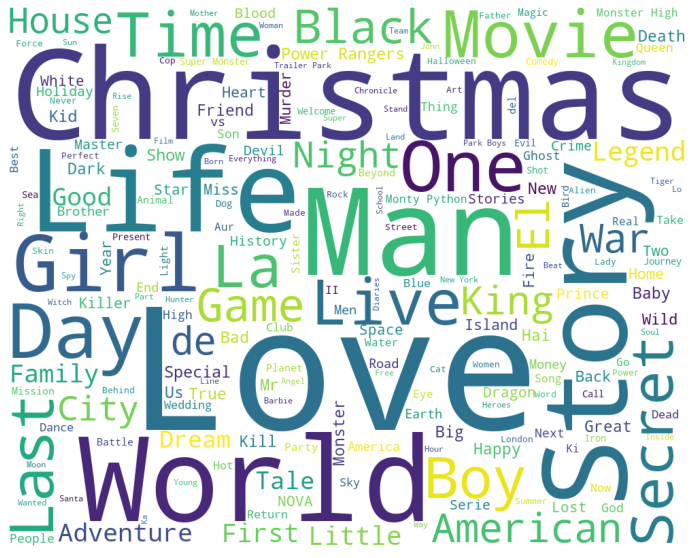 Mother
Woman
Team
Father
Magic
Monster High
House
Time
Blood
Black
Movie
Death
Force
Sun
Cop
Super Monster
Power Rangers
John
Halloween
Comedy
Queen
Kingdom
Trailer Park
White
Holiday
Christmas
Rise
Never
Seven
Kid
Friend
vs
Heart
Murder
Welcome
Chronicle
Super
Stand
Art
del
Thing
Film
Master
Son
Land
Park Boys
Evil
Crime
Legend
Best
Perfect
Show
Born
Everything
Devil
Night
One
Ghost
Dark
Life
Beyond
Shot
Good
Star
Miss
Rock
School
New
Alien
Bird
Tiger
Lo
Sea
Animal
Dog
Monty Python
Stories
Brother
Aur
Made
Man
Street
El
Real
Take
Right
Present
Light
History
Sister
War
Two
Girl
Year
Lady
Journey
Skin
La
Fire
Beat
Home
Spy
End
II
Blue
New York
Story
Witch
Part
Hunter
Game
Live
Diaries
King
Prince
Baby
Killer
Men
Island
Wild
Day
de
High
Bad
Club
Space
Water
Hai
Soul
Love
Line
Planet
Road
Cat
Women
Money
Go
Power
Family
Special
Mr
Angel
Free
Song
Back
Secret
Mission
Behind
Us
True
Barbie
Eye
Dragon
Heroes
Word
Call
Dead
Last
City
Wedding
Earth
Dance
Battle
Dream
Kill
Party
America
Big
London
Next
Great
Iron
Inside
World
Monster
Hour
Happy
Boy
Ki
Now
Moon
Hot
Tale
Sky
Santa
Young
Serie
Summer
Wanted
NOVA
Return
Lost
God
People
Adventure
Ka
First
Little
Way
American